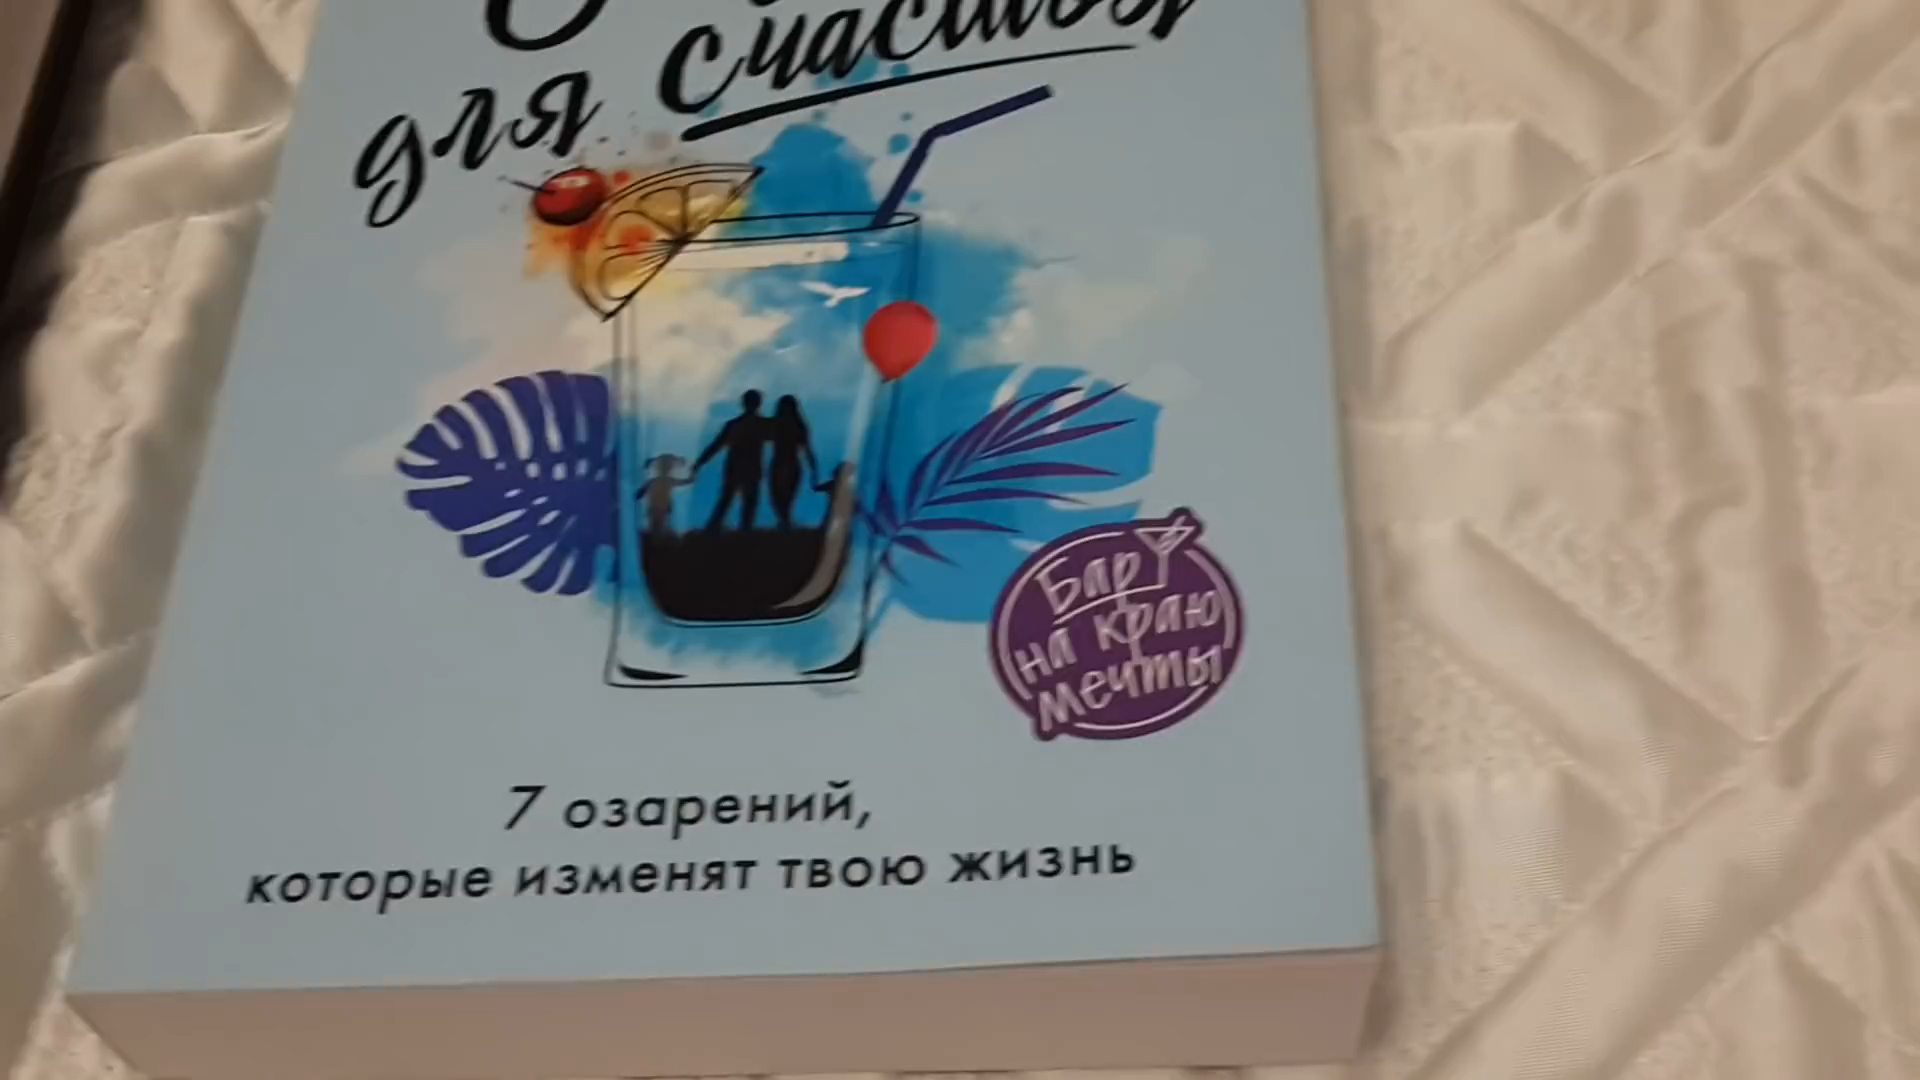 для счастья
Бар
на краю
мечты
7 озарений,
которые изменят твою жизнь